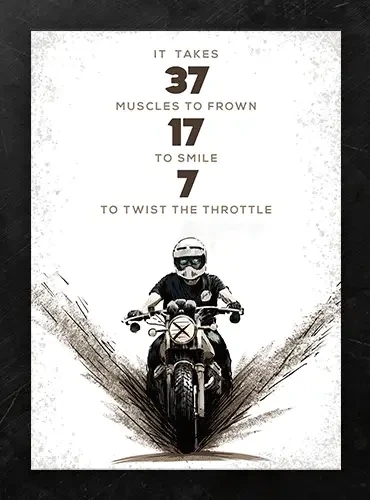 IT TAKES
37
MUSCLES TO FROWN
17
TO SMILE
7
TO TWIST THE THROTTLE